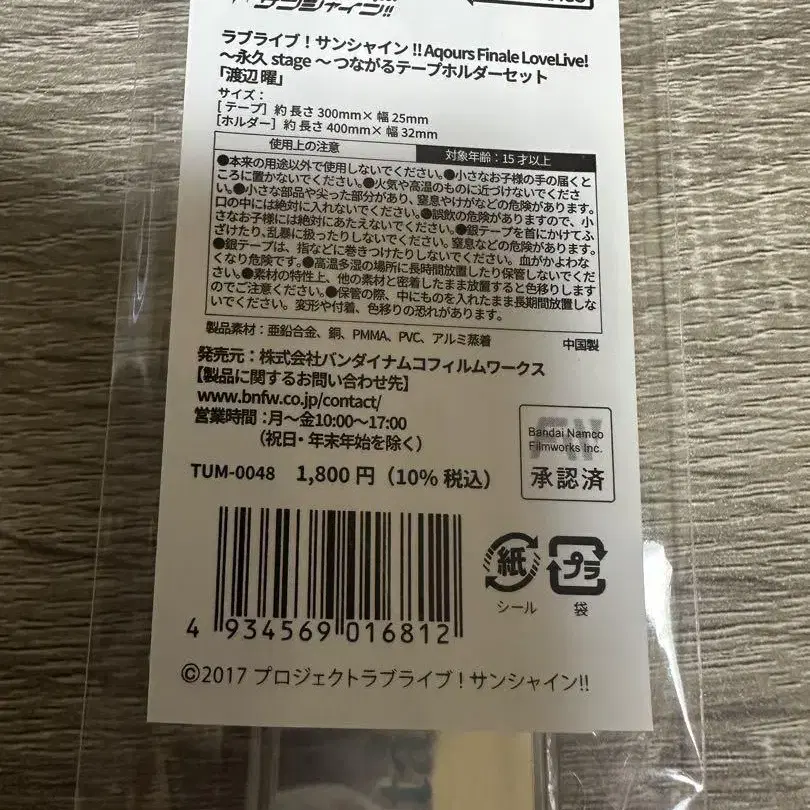 サンシャイン!!
ラブライブ！サンシャイン!! Aqours Finale LoveLive!
～永久 stage ～ つながるテープホルダーセット
「渡辺 曜」
サイズ：
[ テープ ] 約 長さ 300mm× 幅 25mm
[ホルダー] 約 長さ 400mm× 幅 32mm
使用上の注意
対象年齢：15 才以上
●本来の用途以外で使用しないでください。●小さなお子様の手の届くと
ころに置かないでください。●火気や高温のものに近づけないでくださ
い。●小さな部品や尖った部分があり、窒息やけがなどの危険があります。
口の中には絶対に入れないでください。●誤飲の危険がありますので、小
さなお子様には絶対にあたえないでください。●銀テープを首にかけてふ
ざけたり、乱暴に扱ったりしないでください。窒息などの危険があります。
●銀テープは、指などに巻きつけたりしないでください。血がかよわな
くなり危険です。●高温多湿の場所に長時間放置したり保管しないでくだ
さい。●素材の特性上、他の素材と密着したまま放置すると色移りします
のでご注意ください。●保管の際、中にものを入れたまま長期間放置しな
いでください。変形や付着、色移りの恐れがあります。
製品素材：亜鉛合金、銅、PMMA、PVC、アルミ蒸着
中国製
発売元：株式会社バンダイナムコフィルムワークス
【製品に関するお問い合わせ先】
www.bnfw.co.jp/contact/
営業時間：月～金10:00～17:00
（祝日・年末年始を除く）
Bandai Namco
Filmworks Inc.
承認済
TUM-0048 1,800 円（10% 税込）
紙
プラ
シール
袋
4 934569 016812
©2017 プロジェクトラブライブ！サンシャイン!!